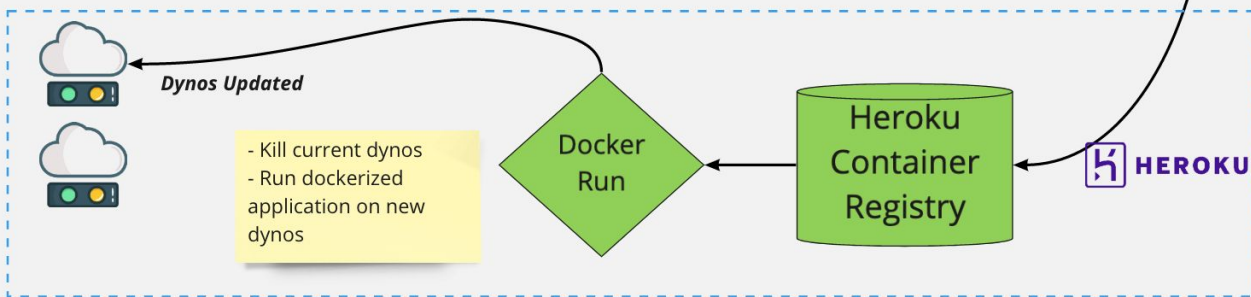 Dynos Updated
- Kill current dynos
- Run dockerized
application on new
dynos
Docker
Run
Heroku
Container
Registry
HEROKU